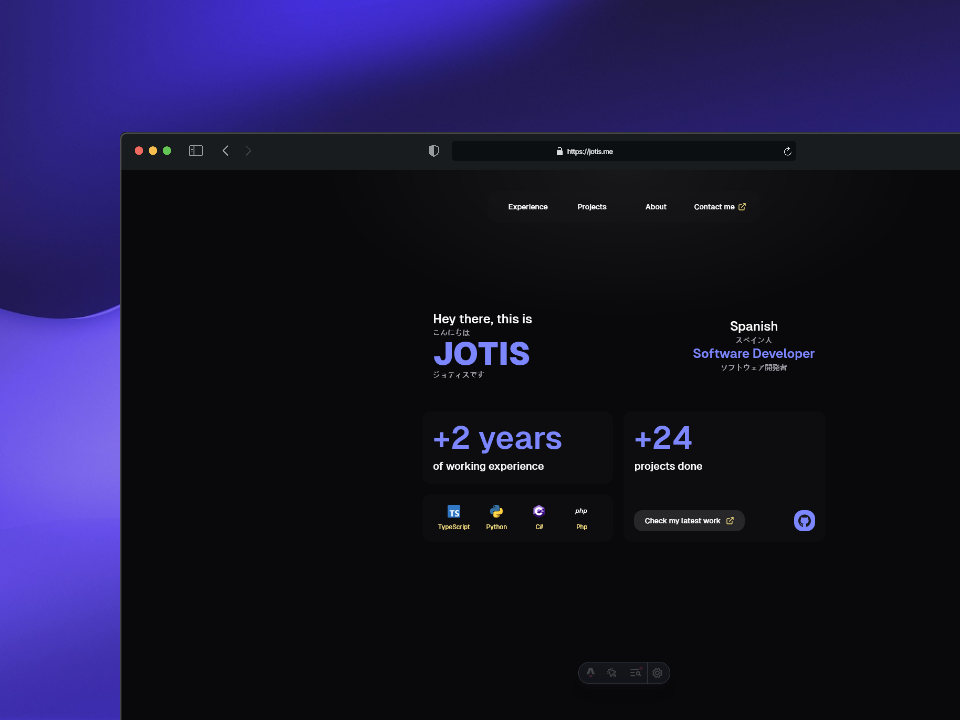 https://jotis.me
Experience Projects About Contact me
Hey there, this is
こんにちは
JOTIS
ジョティスです
Spanish
スペイン人
Software Developer
ソフトウェア開発者
+2 years
of working experience
+24
projects done
TS
TypeScript
Python
C#
php
Php
Check my latest work